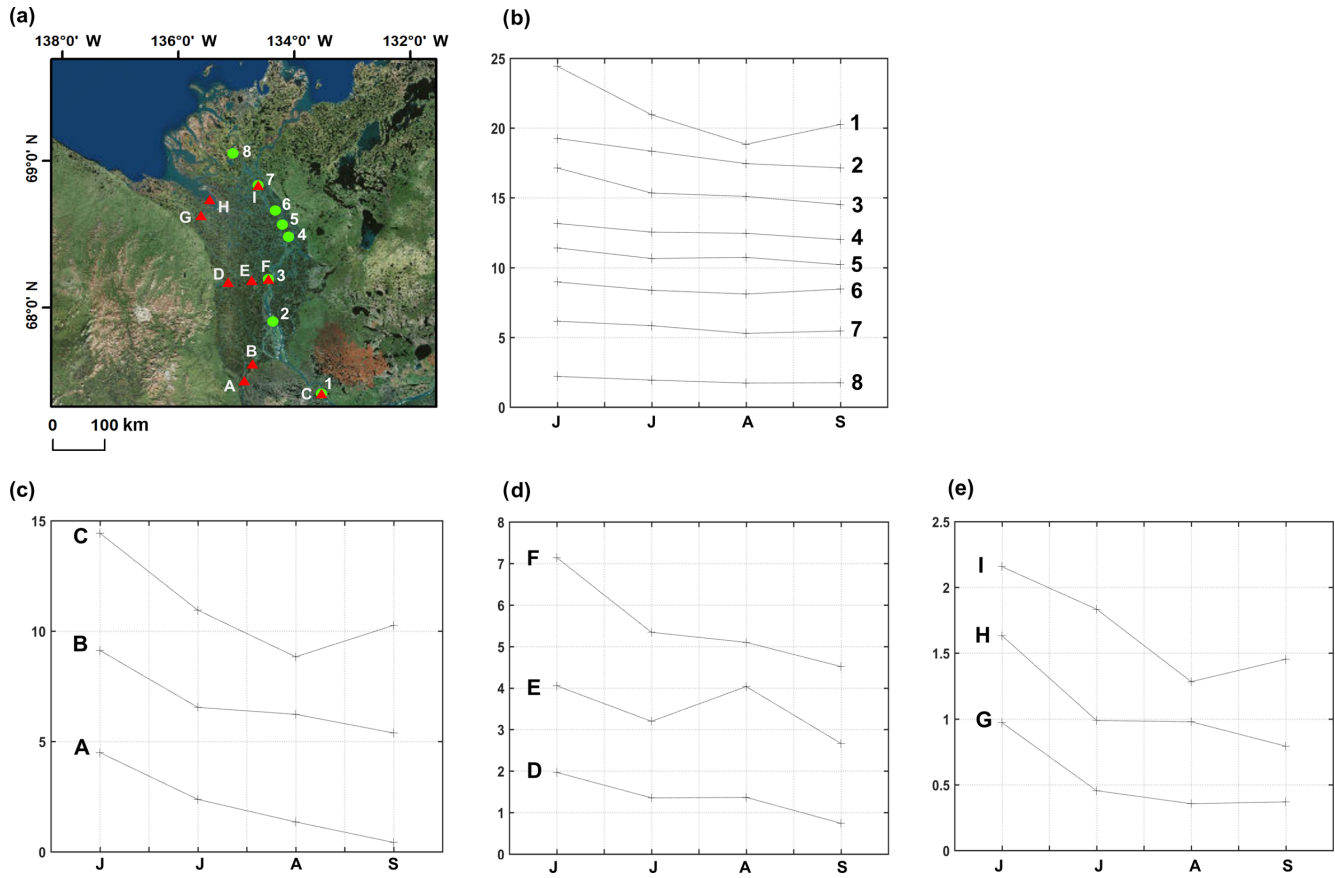 (a)
138°0' W 136°0' W 134°0' W 132°0' W
69°0' N
68°0' N
8
7
I
H
G
6
5
4
D E F 3
2
B
A
C 1
0 100 km
(b)
25
20
15
10
5
0
1
2
3
4
5
6
7
8
J J A S
(c)
15
10
5
0
C
B
A
J J A S
(d)
8
7
6
5
4
3
2
1
0
F
E
D
J J A S
(e)
2.5
2
1.5
1
0.5
0
I
H
G
J J A S